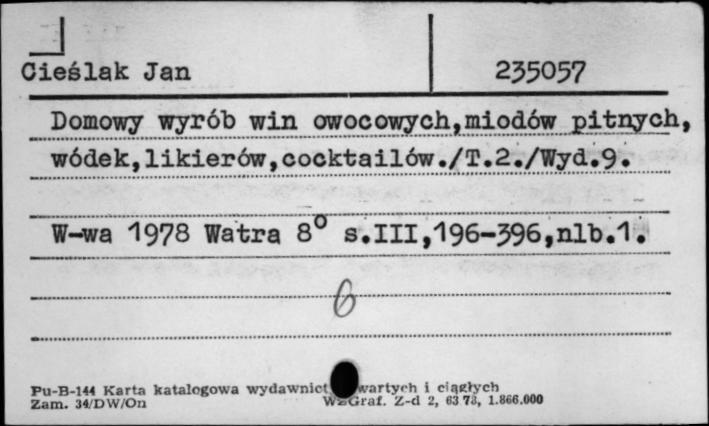 Cieślak Jan 235057
Domowy wyrób win owocowych,miodów pitnych,
wódek,likierów,cocktailów./T.2./Wyd.9.
W-wa 1978 Watra 8° s.III,196-396,nlb.1.
6
Pu-B-144 Karta katalogowa wydawnict wartych i ciągłych
Zam. 34/DW/On WZGraf. Z-d 2, 63 78, 1.866.000